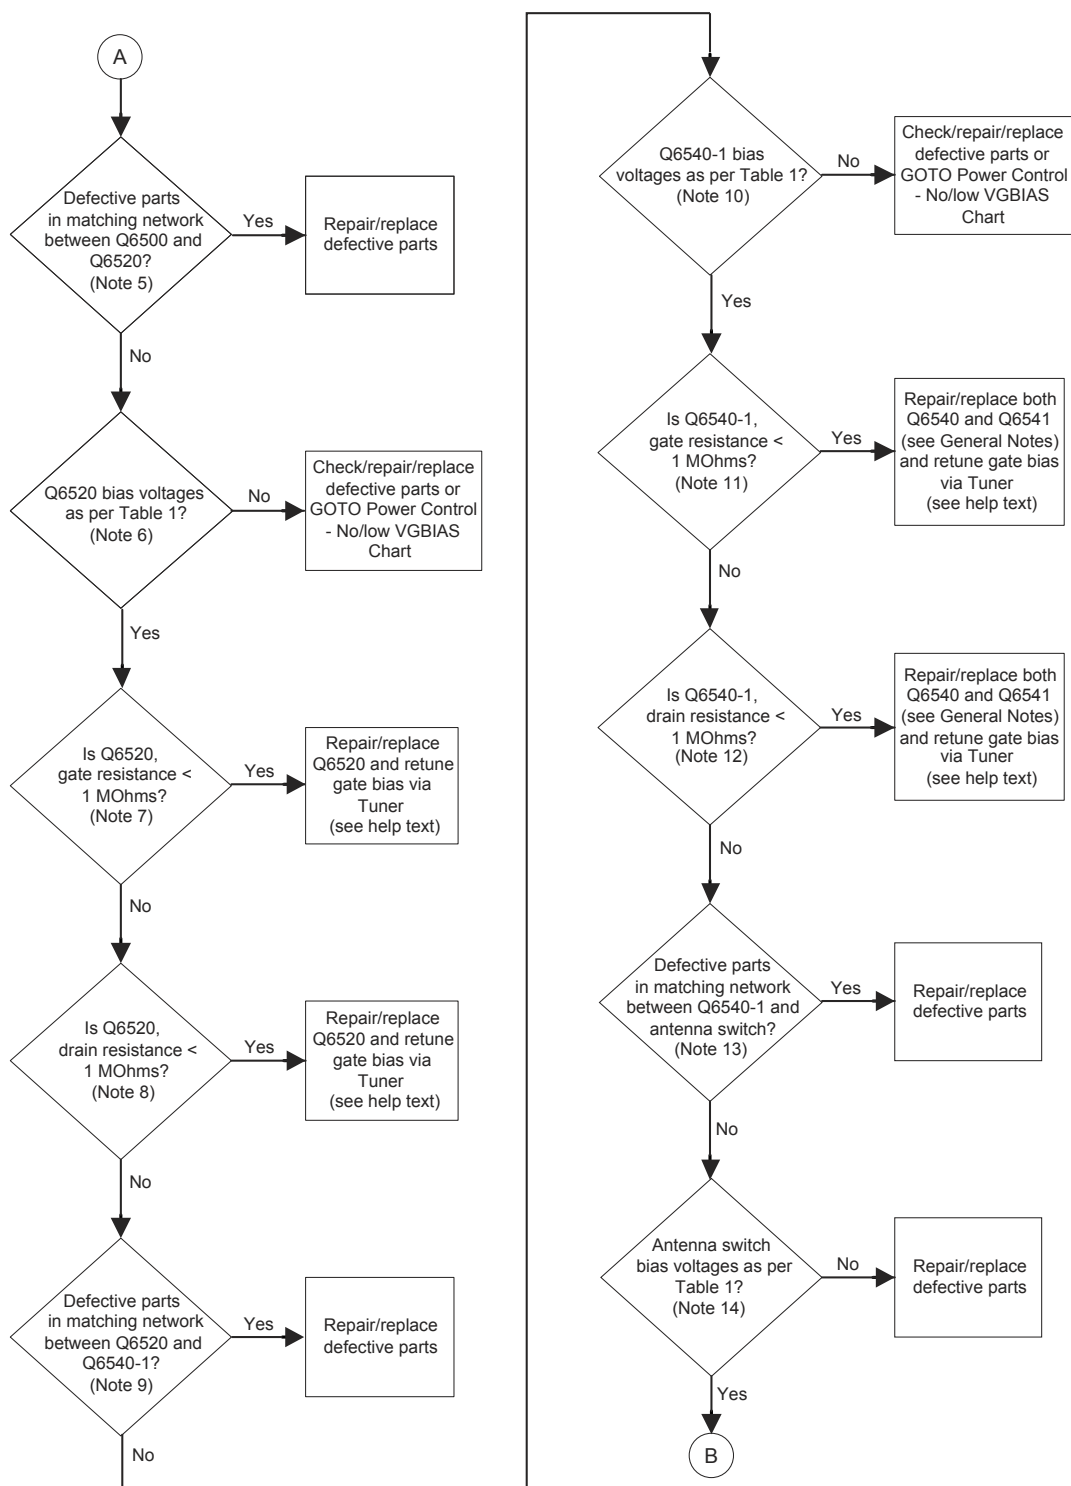 A
Defective parts
in matching network
between Q6500 and
Q6520?
(Note 5)
Yes
Repair/replace
defective parts
No
Q6520 bias voltages
as per Table 1?
(Note 6)
No
Check/repair/replace
defective parts or
GOTO Power Control
- No/low VGBIAS
Chart
Yes
Is Q6520,
gate resistance <
1 MOhms?
(Note 7)
Yes
Repair/replace
Q6520 and retune
gate bias via
Tuner
(see help text)
No
Is Q6520,
drain resistance <
1 MOhms?
(Note 8)
Yes
Repair/replace
Q6520 and retune
gate bias via
Tuner
(see help text)
No
Defective parts
in matching network
between Q6520 and
Q6540-1?
(Note 9)
Yes
Repair/replace
defective parts
No
Q6540-1 bias
voltages as per Table 1?
(Note 10)
No
Check/repair/replace
defective parts or
GOTO Power Control
- No/low VGBIAS
Chart
Yes
Is Q6540-1,
gate resistance <
1 MOhms?
(Note 11)
Yes
Repair/replace both
Q6540 and Q6541
(see General Notes)
and retune gate bias
via Tuner
(see help text)
No
Is Q6540-1,
drain resistance <
1 MOhms?
(Note 12)
Yes
Repair/replace both
Q6540 and Q6541
(see General Notes)
and retune gate bias
via Tuner
(see help text)
No
Defective parts
in matching network
between Q6540-1 and
antenna switch?
(Note 13)
Yes
Repair/replace
defective parts
No
Antenna switch
bias voltages as per
Table 1?
(Note 14)
No
Repair/replace
defective parts
Yes
B